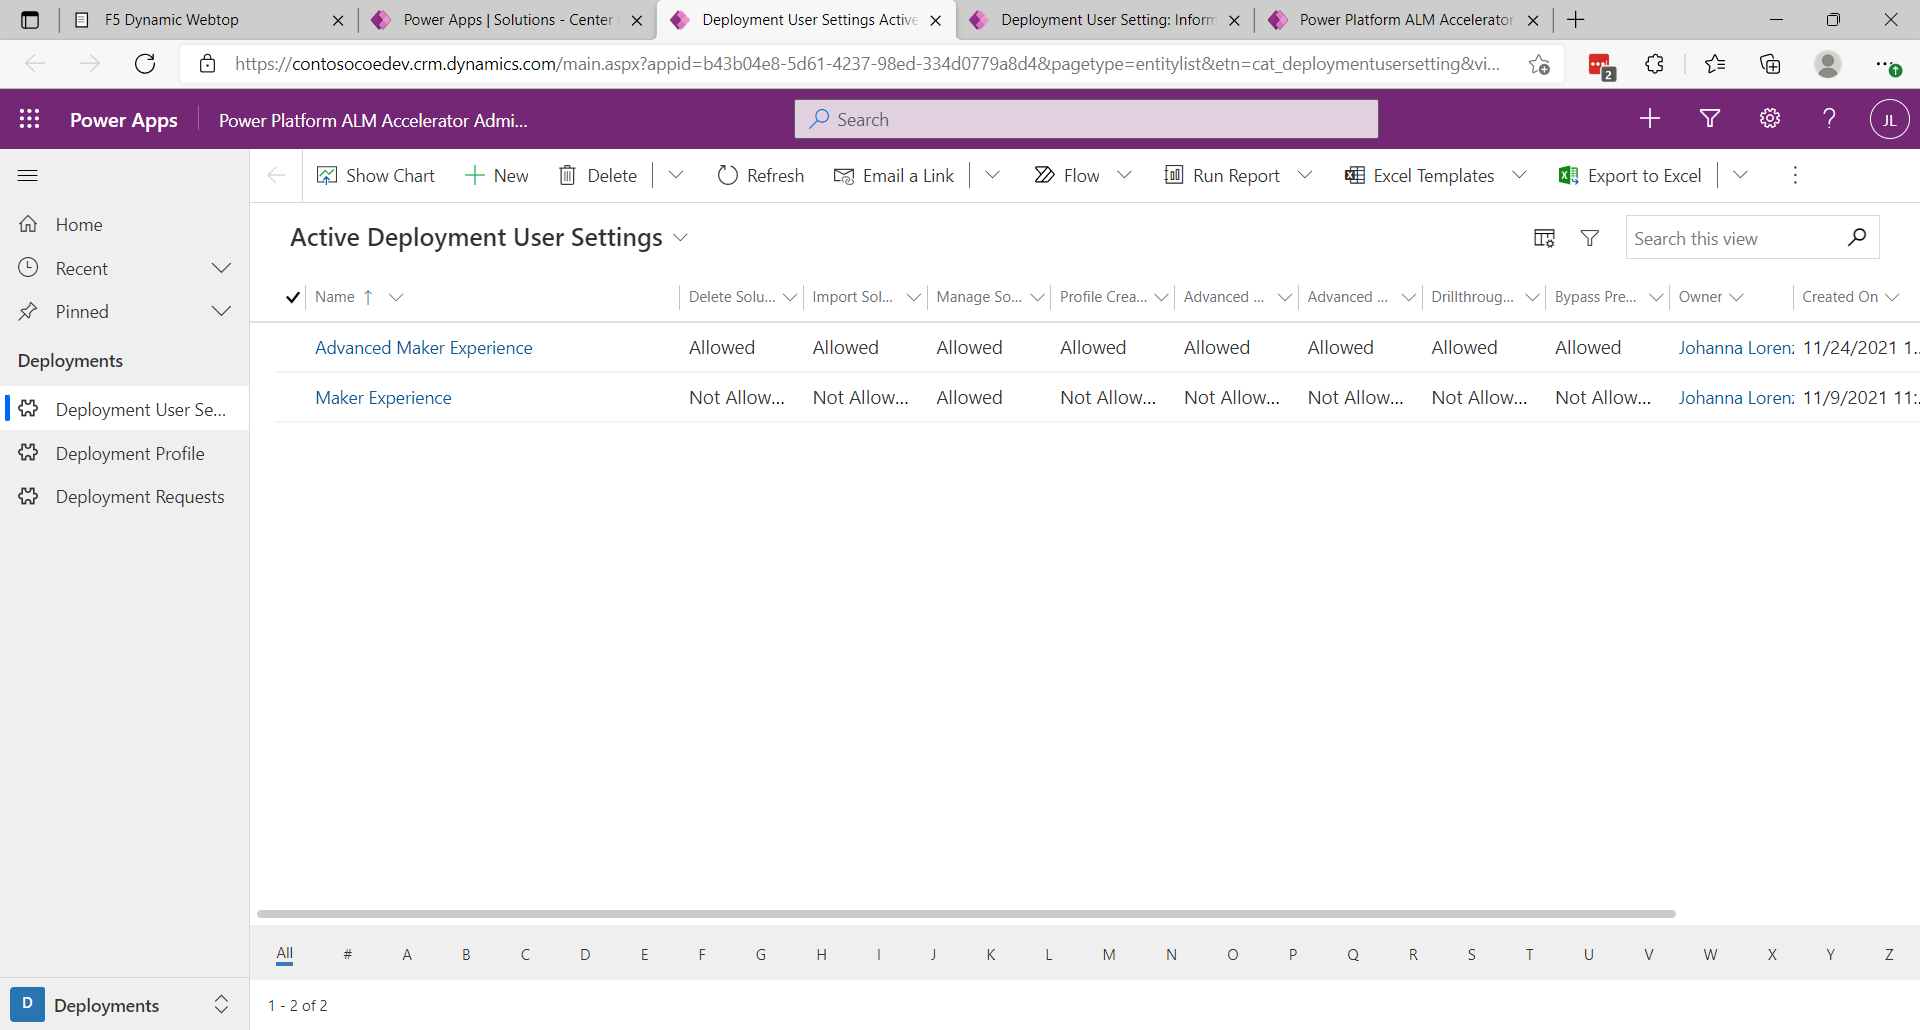 F5 Dynamic Webtop
Power Apps | Solutions - Center
Deployment User Settings Active
Deployment User Setting: Inform
Power Platform ALM Accelerator
https://contosocoedev.crm.dynamics.com/main.aspx?appid=b43b04e8-5d61-4237-98ed-334d0779a8d4&pagetype=entitylist&etn=cat_deploymentusersetting&vi...
2
Power Apps
Power Platform ALM Accelerator Admi...
Search
JL
Show Chart
New
Delete
Refresh
Email a Link
Flow
Run Report
Excel Templates
Export to Excel
Home
Recent
Pinned
Deployments
Deployment User Se...
Deployment Profile
Deployment Requests
Active Deployment User Settings
Search this view
Name Delete Solu... Import Sol... Manage So... Profile Crea... Advanced ... Advanced ... Drillthroug... Bypass Pre... Owner Created On
Advanced Maker Experience Allowed Allowed Allowed Allowed Allowed Allowed Allowed Allowed Johanna Loren 11/24/2021 1...
Maker Experience Not Allow... Not Allow... Allowed Not Allow... Not Allow... Not Allow... Not Allow... Not Allow... Johanna Loren 11/9/2021 11:...
All # A B C D E F G H I J K L M N O P Q R S T U V W X Y Z
D Deployments
1 - 2 of 2